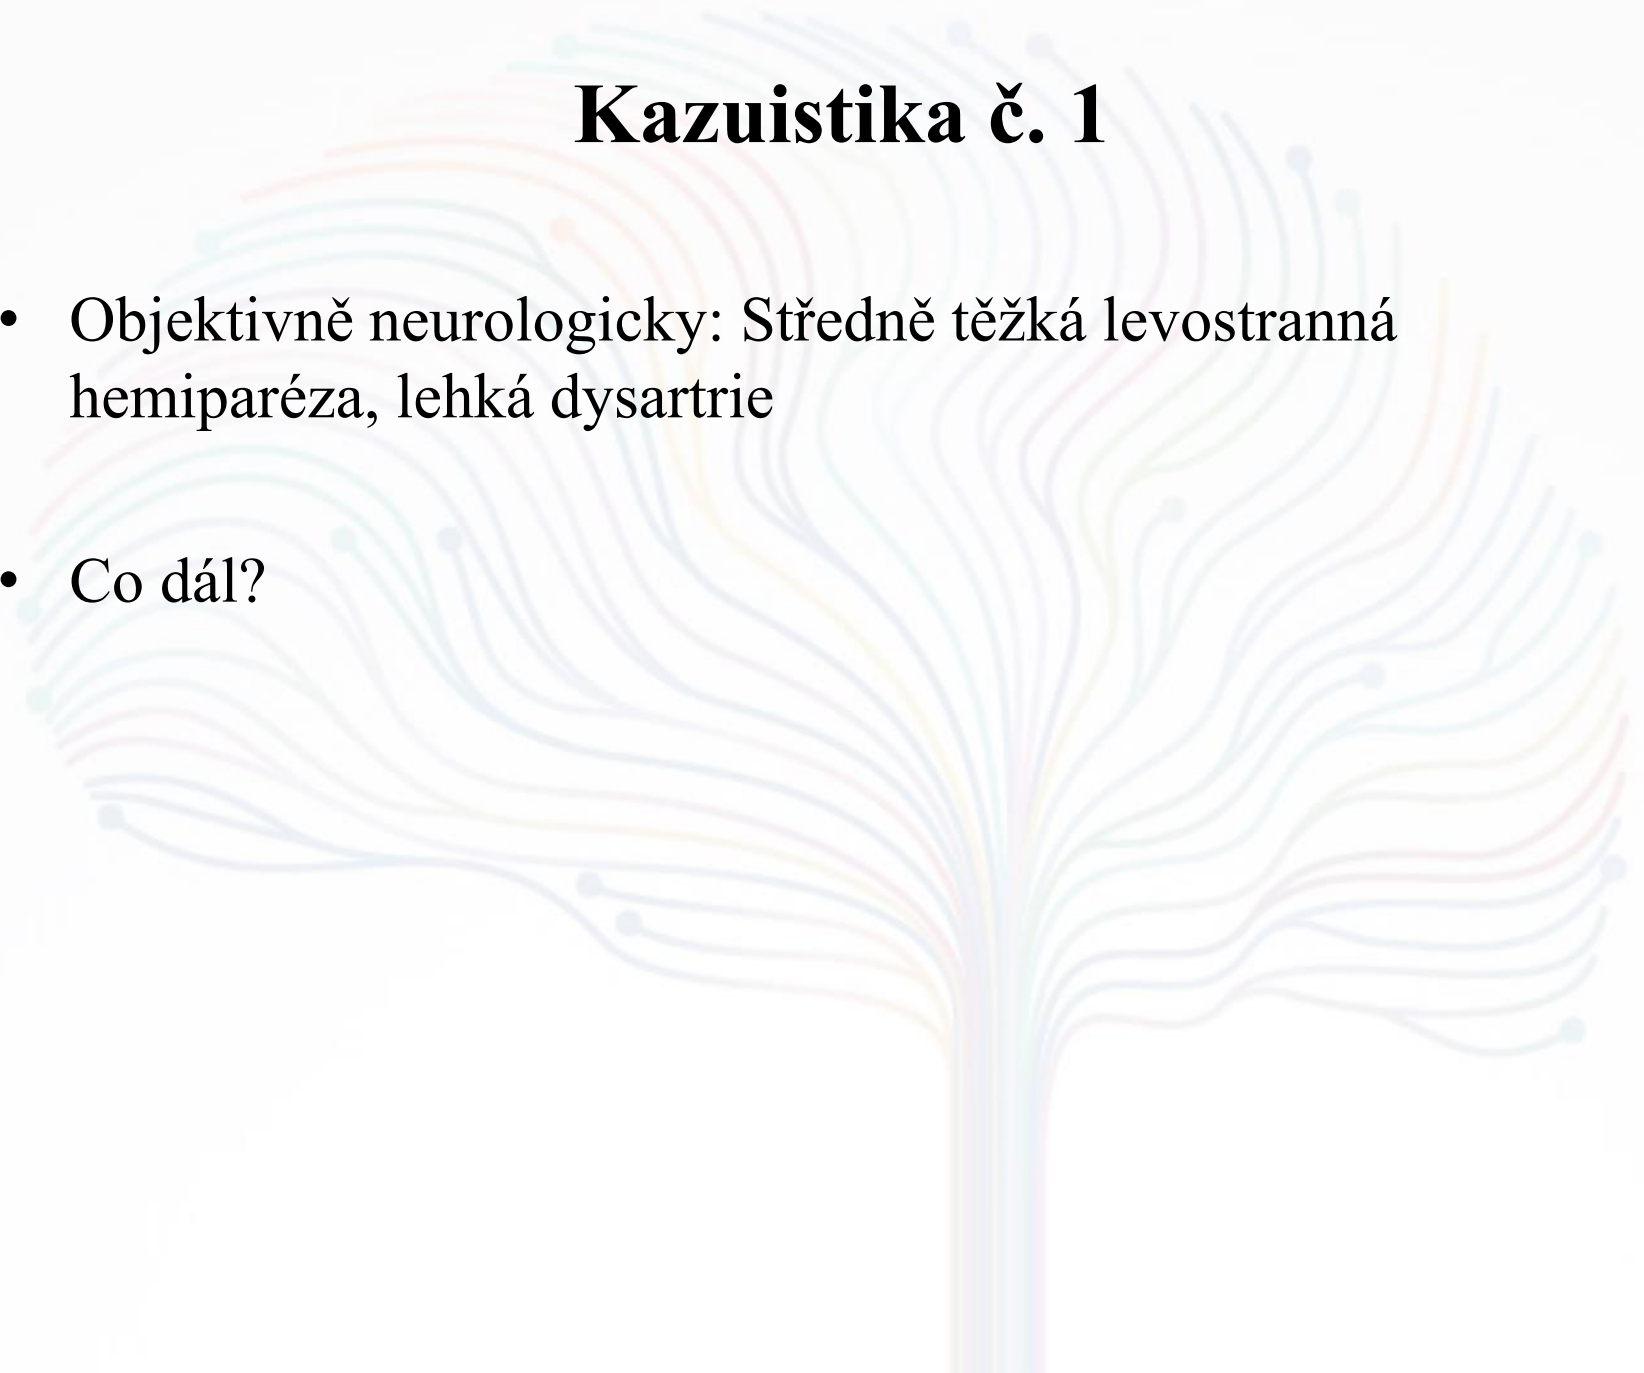 Kazuistika č. 1
• Objektivně neurologicky: Středně těžká levostranná
hemiparéza, lehká dysartrie
• Co dál?